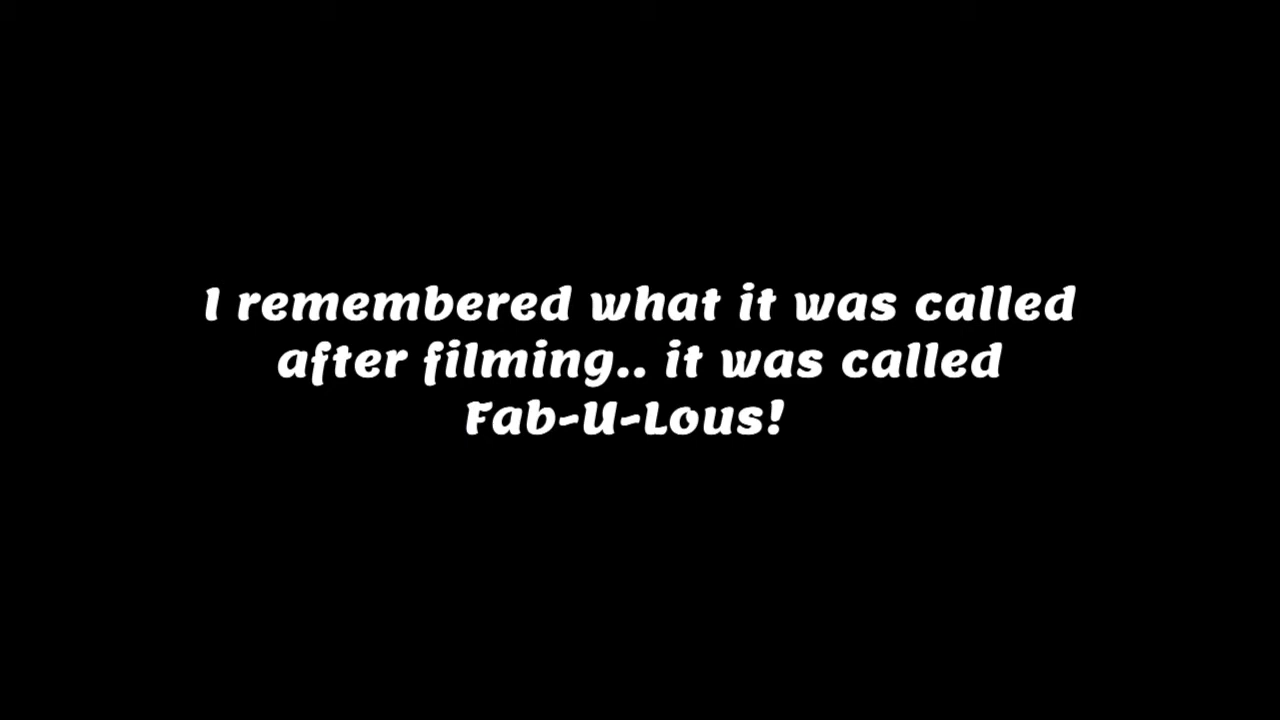 I remembered what it was called
after filming.. it was called
Fab-U-Lous!